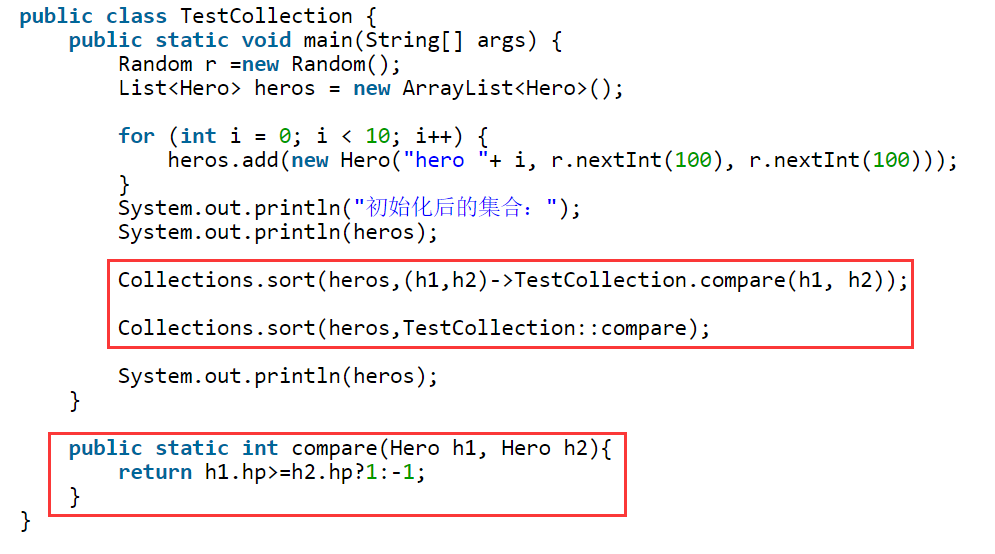 public class TestCollection {
    public static void main(String[] args) {
        Random r =new Random();
        List<Hero> heros = new ArrayList<Hero>();

        for (int i = 0; i < 10; i++) {
            heros.add(new Hero("hero "+ i, r.nextInt(100), r.nextInt(100)));
        }
        System.out.println("初始化后的集合：");
        System.out.println(heros);

        Collections.sort(heros,(h1,h2)->TestCollection.compare(h1, h2));

        Collections.sort(heros,TestCollection::compare);

        System.out.println(heros);
    }

    public static int compare(Hero h1, Hero h2){
        return h1.hp>=h2.hp?1:-1;
    }
}